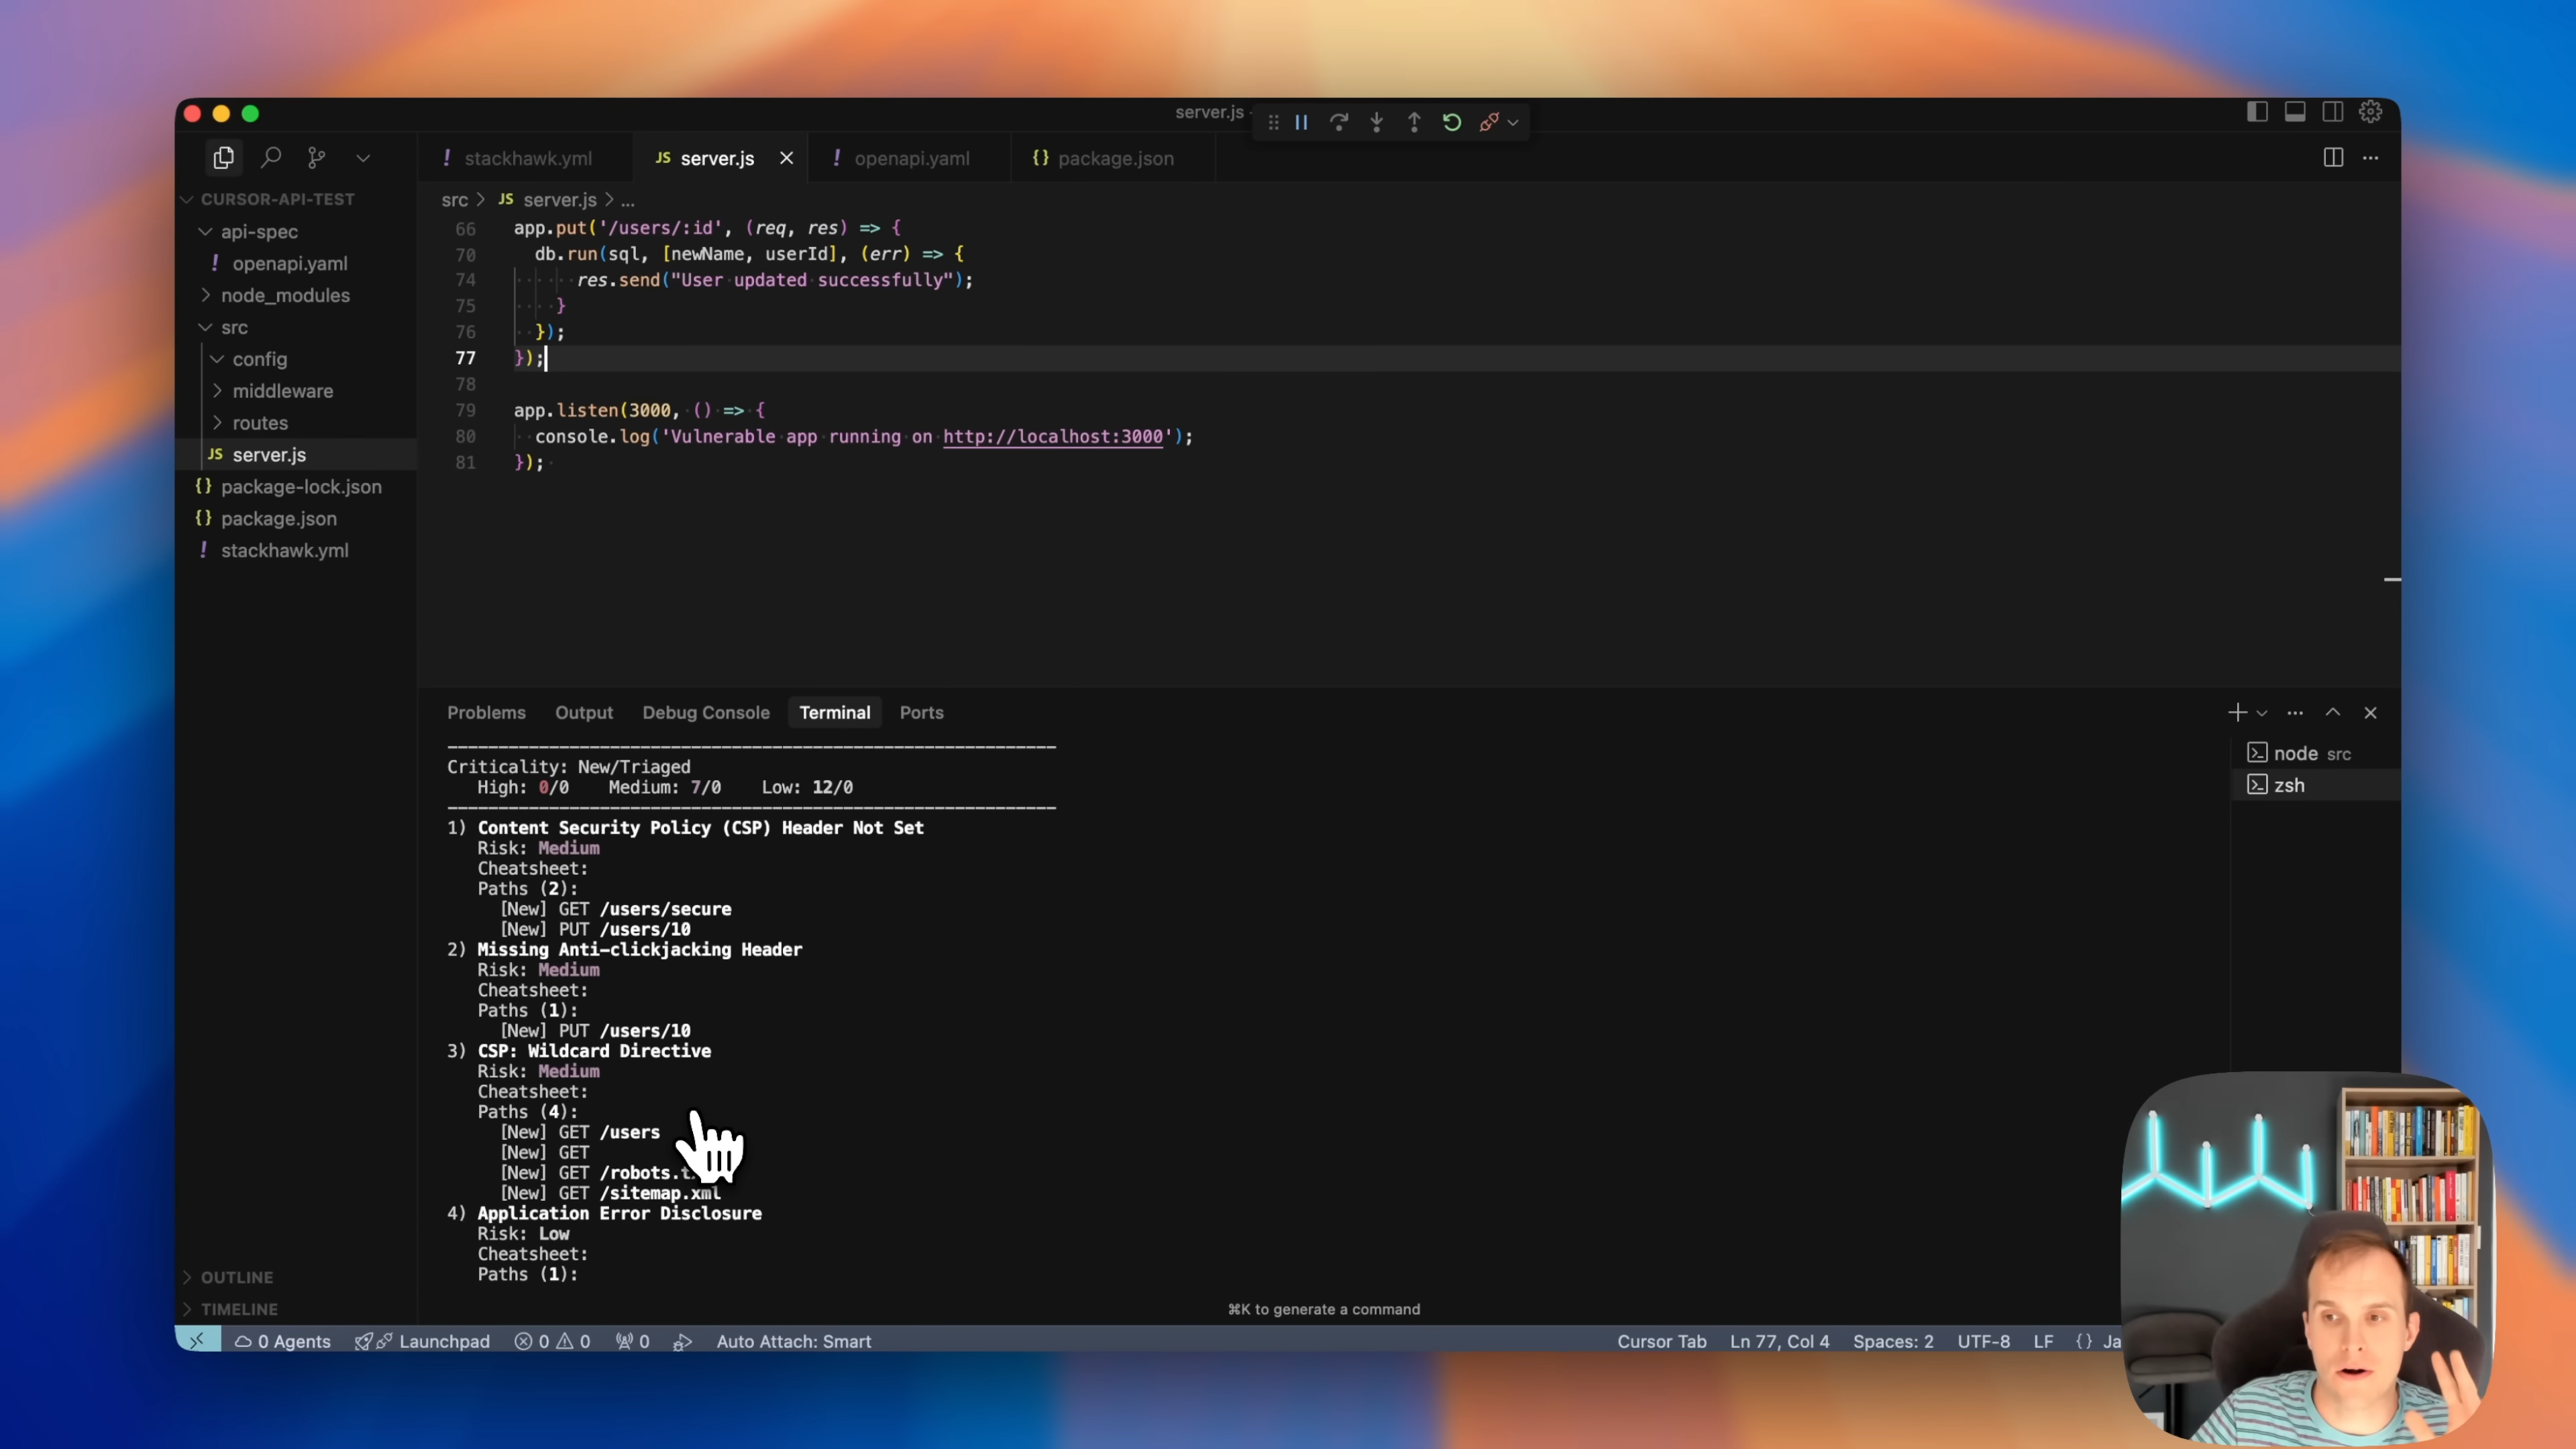 server.js -
! stackhawk.yml
JS server.js
! openapi.yaml
{} package.json
CURSOR-API-TEST
api-spec
! openapi.yaml
node_modules
src
config
middleware
routes
JS server.js
{} package-lock.json
{} package.json
! stackhawk.yml
OUTLINE
TIMELINE
src > JS server.js > ...
66 app.put('/users/:id', (req, res) => {
70 db.run(sql, [newName, userId], (err) => {
74 res.send("User updated successfully");
75 }
76 });
77 });
78
79 app.listen(3000, () => {
80 console.log('Vulnerable app running on http://localhost:3000');
81 });
Problems Output Debug Console Terminal Ports
node src
zsh
Criticality: New/Triaged
High: 0/0 Medium: 7/0 Low: 12/0
1) Content Security Policy (CSP) Header Not Set
Risk: Medium
Cheatsheet:
Paths (2):
[New] GET /users/secure
[New] PUT /users/10
2) Missing Anti-clickjacking Header
Risk: Medium
Cheatsheet:
Paths (1):
[New] PUT /users/10
3) CSP: Wildcard Directive
Risk: Medium
Cheatsheet:
Paths (4):
[New] GET /users
[New] GET
[New] GET /robots.t
[New] GET /sitemap.xml
4) Application Error Disclosure
Risk: Low
Cheatsheet:
Paths (1):
⌘K to generate a command
0 Agents Launchpad 0 0 0 Auto Attach: Smart Cursor Tab Ln 77, Col 4 Spaces: 2 UTF-8 LF {} Ja